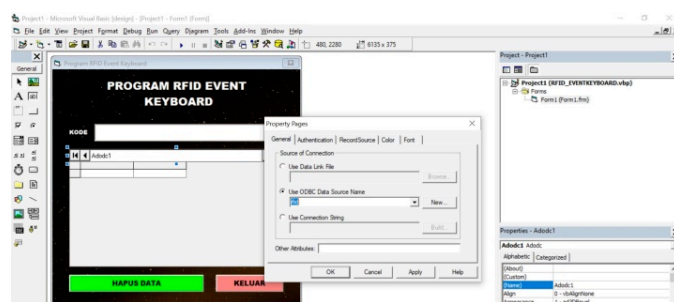 Project1 - Microsoft Visual Basic [design] - [Project1 - Form1 (Form)]
File Edit View Project Format Debug Run Query Diagram Tools Add-Ins Window Help
480, 2280
6135 x 375
General
Program RFID Event Keyboard
PROGRAM RFID EVENT
KEYBOARD
KODE
Adodc1
HAPUS DATA
KELUAR
Property Pages
General
Authentication
RecordSource
Color
Font
Source of Connection
Use Data Link File
Browse...
Use ODBC Data Source Name
New...
Use Connection String
Build...
Other Attributes:
OK
Cancel
Apply
Help
Project - Project1
Project1 (RFID_EVENTKEYBOARD.vbp)
Forms
Form1 (Form1.frm)
Properties - Adodc1
Adodc1 Adodc
Alphabetic
Categorized
(About)
(Custom)
(Name)
Adodc1
Align
0 - vbAlignNone